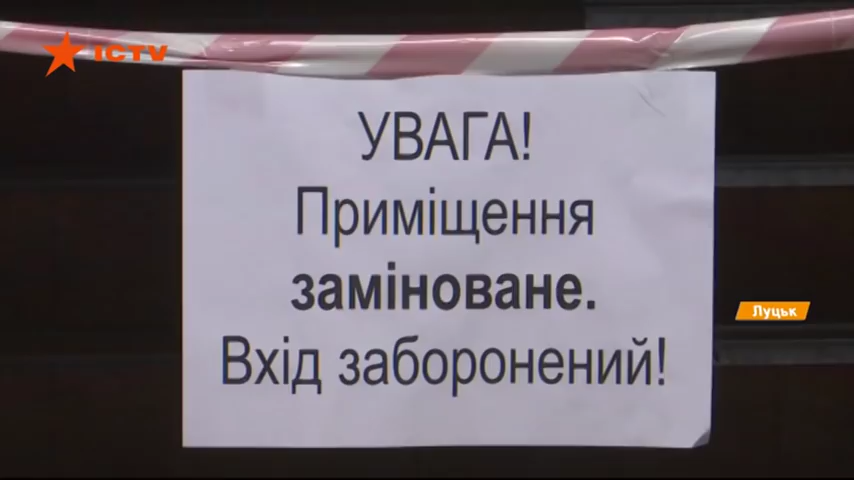 ICTV
УВАГА!
Приміщення
заміноване.
Вхід заборонений!
Луцьк